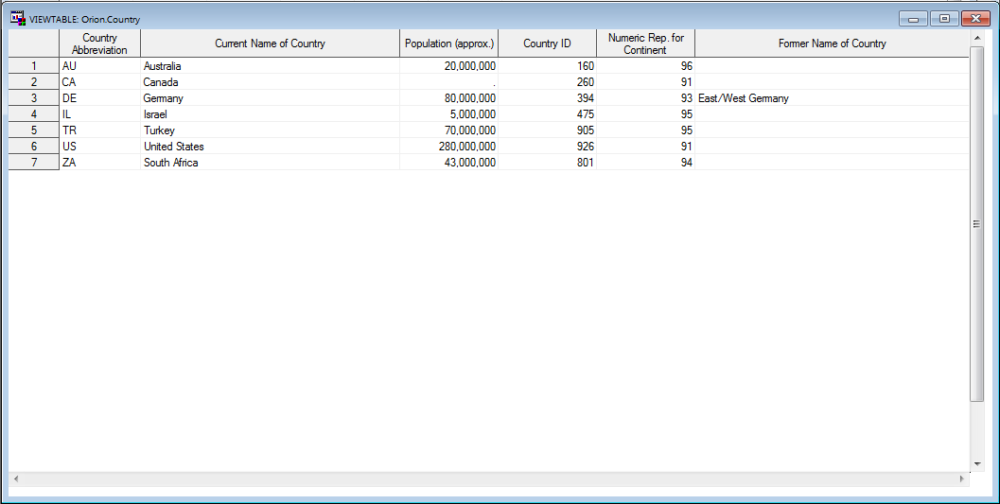 VIEWTABLE: Orion.Country
Country Abbreviation Current Name of Country Population (approx.) Country ID Numeric Rep. for Continent Former Name of Country
1 AU Australia 20,000,000 160 96
2 CA Canada . 260 91
3 DE Germany 80,000,000 394 93 East/West Germany
4 IL Israel 5,000,000 475 95
5 TR Turkey 70,000,000 905 95
6 US United States 280,000,000 926 91
7 ZA South Africa 43,000,000 801 94